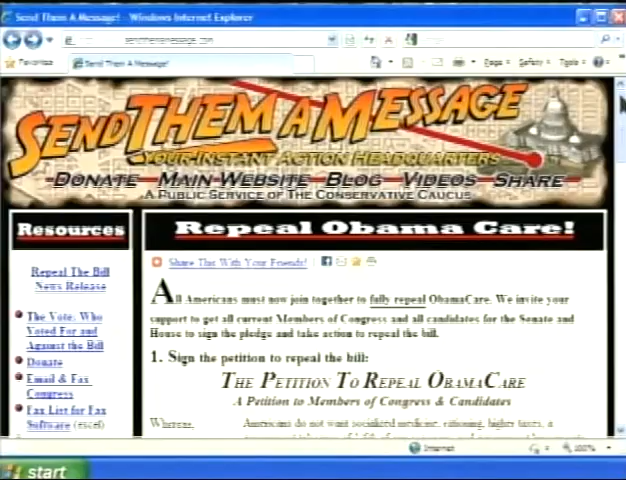 Send Them A Message! - Windows Internet Explorer
Favorites
Send Them A Message!
Page
Safety
Tools
SEND THEM A MESSAGE
YOUR INSTANT ACTION HEADQUARTERS
DONATE MAIN WEBSITE BLOG VIDEOS SHARE
A PUBLIC SERVICE OF THE CONSERVATIVE CAUCUS
Resources
Repeal The Bill
News Release
The Vote. Who
Voted For and
Against the Bill
Donate
Email & Fax
Congress
Fax List for Fax
Software (excel)
Repeal Obama Care!
Share This With Your Friends!
All Americans must now join together to fully repeal ObamaCare. We invite your
support to get all current Members of Congress and all candidates for the Senate and
House to sign the pledge and take action to repeal the bill.
1. Sign the petition to repeal the bill:
THE PETITION TO REPEAL OBAMACARE
A Petition to Members of Congress & Candidates
Whereas, Americans do not want socialized medicine, rationing, higher taxes, a
Internet
100%
start